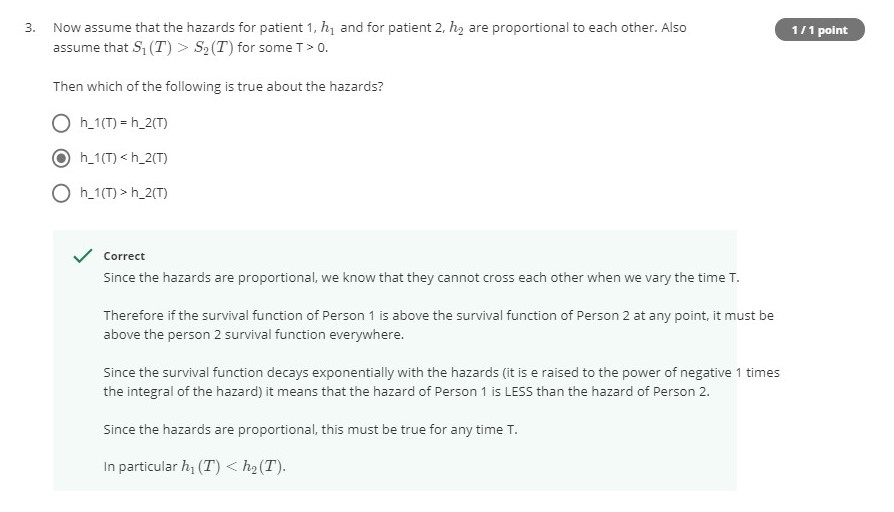 3. Now assume that the hazards for patient 1, h₁ and for patient 2, h₂ are proportional to each other. Also
1 / 1 point
assume that S₁(T) > S₂(T) for some T > 0.
Then which of the following is true about the hazards?
h_1(T) = h_2(T)
h_1(T) < h_2(T)
h_1(T) > h_2(T)
Correct
Since the hazards are proportional, we know that they cannot cross each other when we vary the time T.
Therefore if the survival function of Person 1 is above the survival function of Person 2 at any point, it must be
above the person 2 survival function everywhere.
Since the survival function decays exponentially with the hazards (it is e raised to the power of negative 1 times
the integral of the hazard) it means that the hazard of Person 1 is LESS than the hazard of Person 2.
Since the hazards are proportional, this must be true for any time T.
In particular h₁(T) < h₂(T).